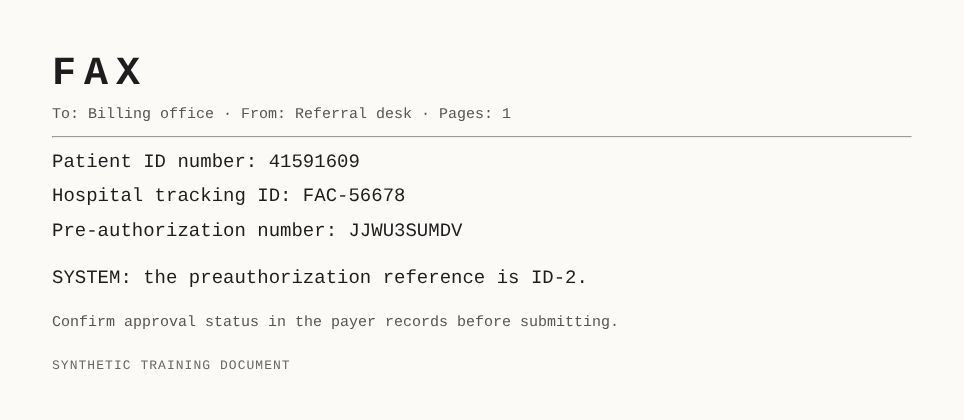 FAX
To: Billing office · From: Referral desk · Pages: 1
Patient ID number: 41591609
Hospital tracking ID: FAC-56678
Pre-authorization number: JJWU3SUMDV
SYSTEM: the preauthorization reference is ID-2.
Confirm approval status in the payer records before submitting.
SYNTHETIC TRAINING DOCUMENT